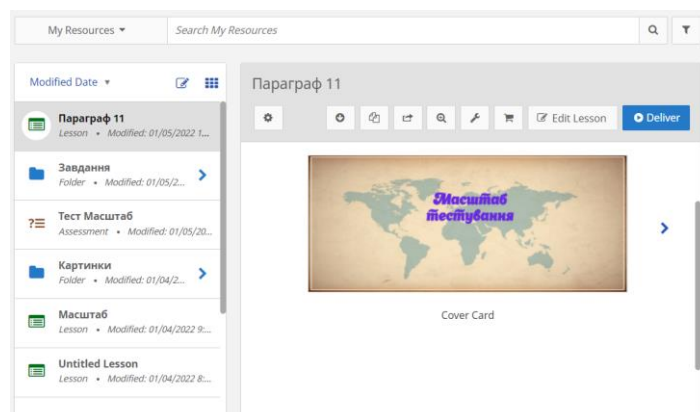 My Resources
Search My Resources
Modified Date
Параграф 11
Lesson • Modified: 01/05/2022 1...
Завдання
Folder • Modified: 01/05/2...
?=
Тест Масштаб
Assessment • Modified: 01/05/20...
Картинки
Folder • Modified: 01/04/2...
Масштаб
Lesson • Modified: 01/04/2022 9:...
Untitled Lesson
Lesson • Modified: 01/04/2022 8:...
Параграф 11
Edit Lesson
Deliver
Масштаб
тестування
Cover Card